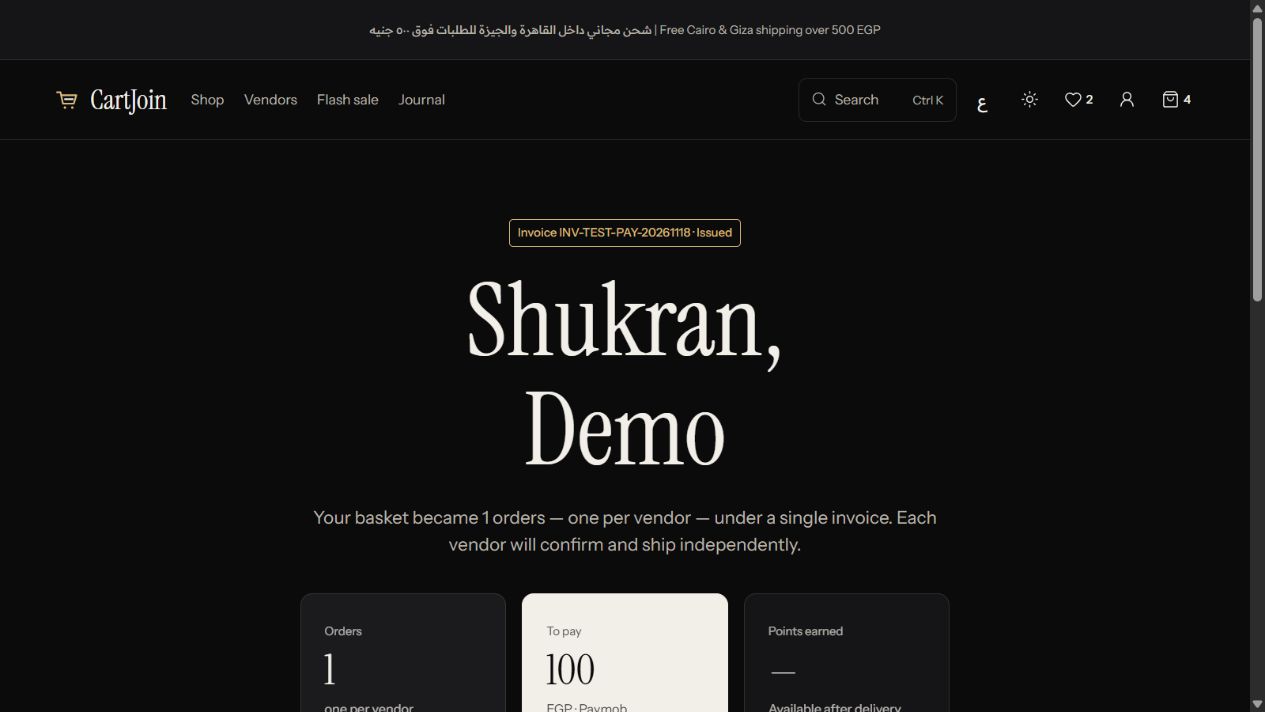 شحن مجاني داخل القاهرة والجيزة للطلبات فوق ٥٠٠ جنيه | Free Cairo & Giza shipping over 500 EGP
CartJoin Shop Vendors Flash sale Journal Search Ctrl K ع 2 4
Invoice INV-TEST-PAY-20261118 · Issued
Shukran,
Demo
Your basket became 1 orders — one per vendor — under a single invoice. Each
vendor will confirm and ship independently.
Orders
1
one per vendor
To pay
100
EGP · Paymob
Points earned
—
Available after delivery